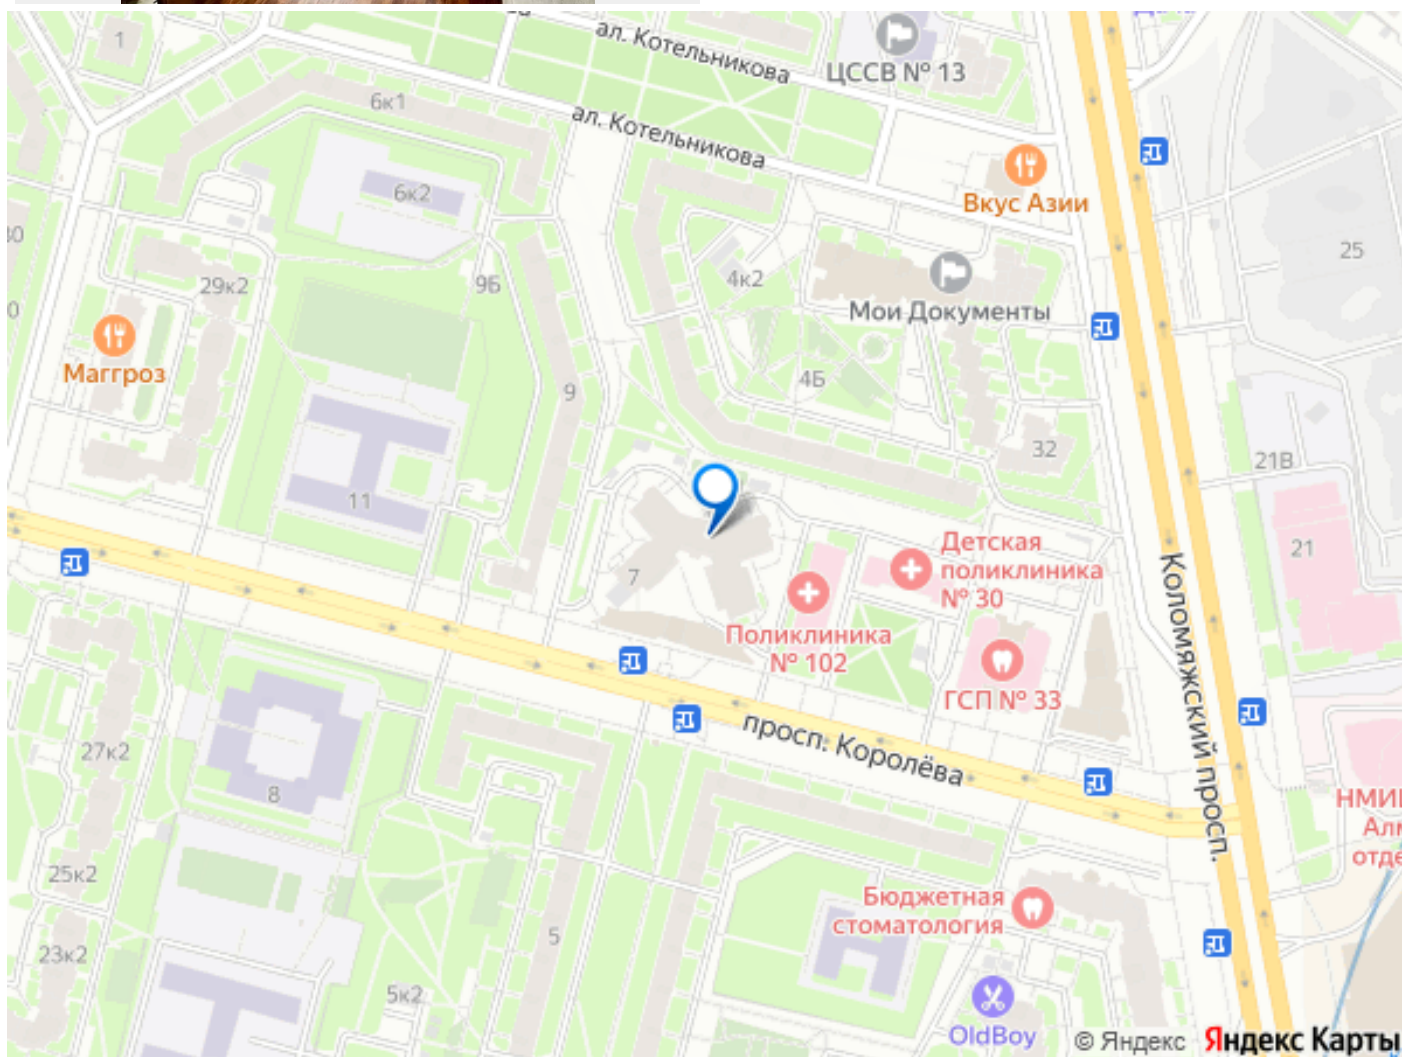 1
ал. Котельникова
ЦССВ № 13
6к1
ал. Котельникова
6к2
Вкус Азии
25
29к2
9Б
4к2
Мои Документы
Маггроз
9
4Б
32
21В
11
7
Детская
поликлиника
№ 30
21
Поликлиника
№ 102
ГСП № 33
Коломяжский просп.
просп. Королёва
27к2
8
25к2
Бюджетная
стоматология
5
23к2
5к2
OldBoy
© Яндекс
Яндекс Карты